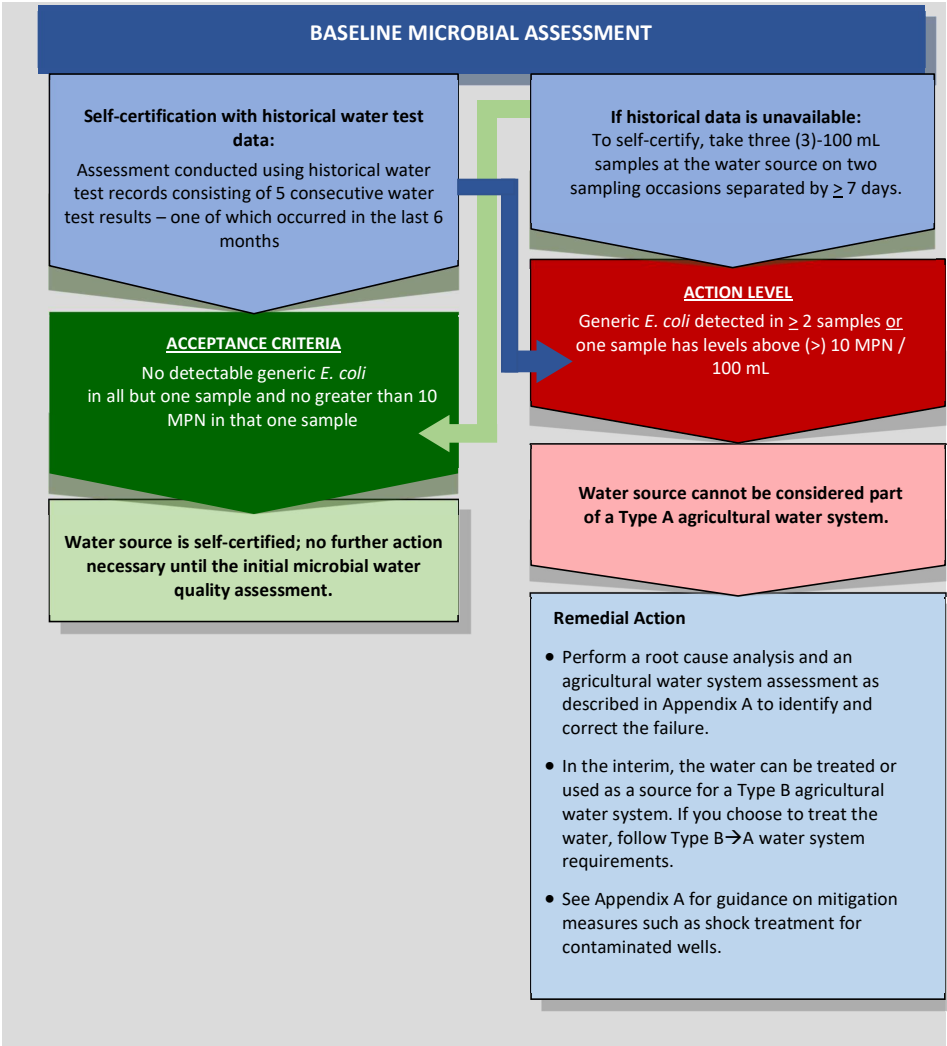 BASELINE MICROBIAL ASSESSMENT
Self-certification with historical water test
data:
Assessment conducted using historical water
test records consisting of 5 consecutive water
test results – one of which occurred in the last 6
months
ACCEPTANCE CRITERIA
No detectable generic E. coli
in all but one sample and no greater than 10
MPN in that one sample
Water source is self-certified; no further action
necessary until the initial microbial water
quality assessment.
If historical data is unavailable:
To self-certify, take three (3)-100 mL
samples at the water source on two
sampling occasions separated by ≥ 7 days.
ACTION LEVEL
Generic E. coli detected in ≥ 2 samples or
one sample has levels above (>) 10 MPN /
100 mL
Water source cannot be considered part
of a Type A agricultural water system.
Remedial Action
• Perform a root cause analysis and an
agricultural water system assessment as
described in Appendix A to identify and
correct the failure.
• In the interim, the water can be treated or
used as a source for a Type B agricultural
water system. If you choose to treat the
water, follow Type B→A water system
requirements.
• See Appendix A for guidance on mitigation
measures such as shock treatment for
contaminated wells.